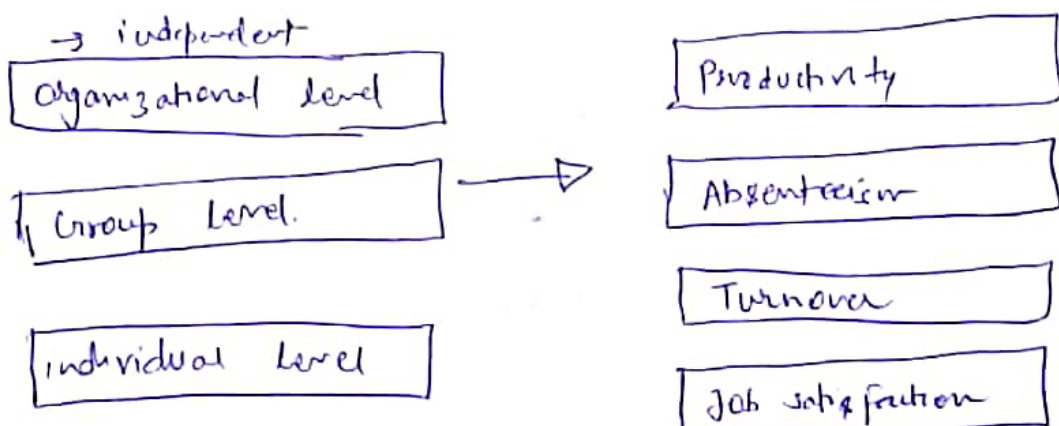 → independent
Organizational level
Group Level.
individual Level
Productivity
Absenteeism
Turnover
Job satisfaction